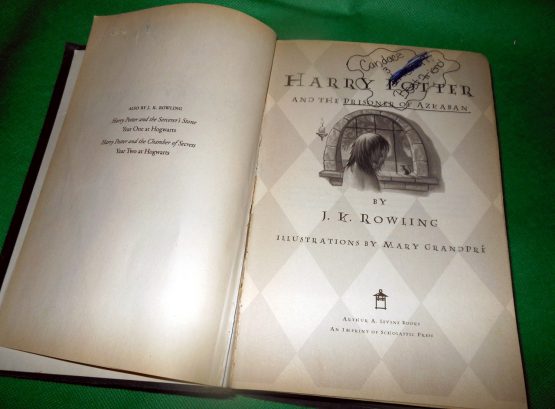 ALSO BY J. K. ROWLING
Harry Potter and the Sorcerer's Stone
Year One at Hogwarts
Harry Potter and the Chamber of Secrets
Year Two at Hogwarts
Candace
HARRY POTTER
AND THE PRISONER OF AZKABAN
BY
J. K. ROWLING
ILLUSTRATIONS BY MARY GRANDPRÉ
ARTHUR A. LEVINE BOOKS
AN IMPRINT OF SCHOLASTIC PRESS